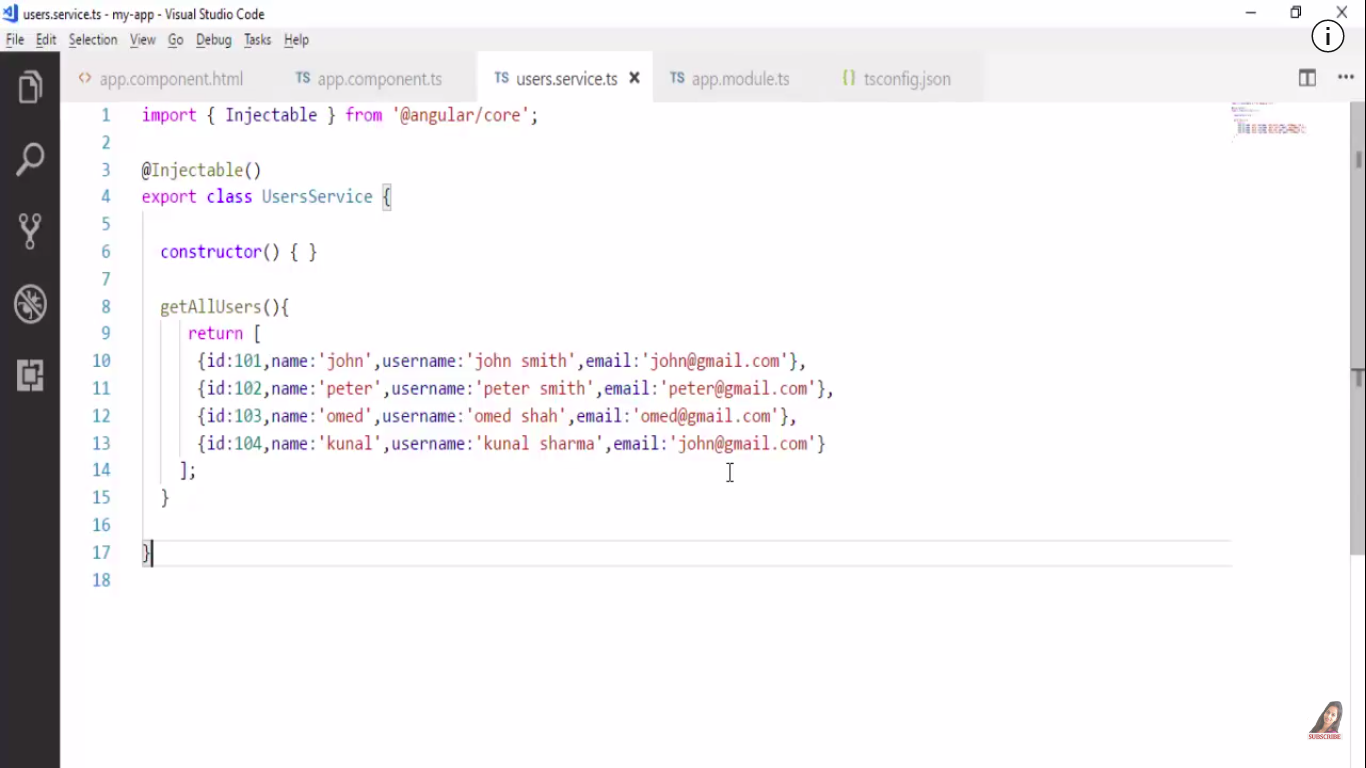 users.service.ts - my-app - Visual Studio Code
File Edit Selection View Go Debug Tasks Help
i
<> app.component.html TS app.component.ts TS users.service.ts × TS app.module.ts {} tsconfig.json
1 import { Injectable } from '@angular/core';
2
3 @Injectable()
4 export class UsersService {
5
6 constructor() { }
7
8 getAllUsers(){
9 return [
10 {id:101,name:'john',username:'john smith',email:'john@gmail.com'},
11 {id:102,name:'peter',username:'peter smith',email:'peter@gmail.com'},
12 {id:103,name:'omed',username:'omed shah',email:'omed@gmail.com'},
13 {id:104,name:'kunal',username:'kunal sharma',email:'john@gmail.com'}
14 ];
15 }
16
17 }
18
SUBSCRIBE